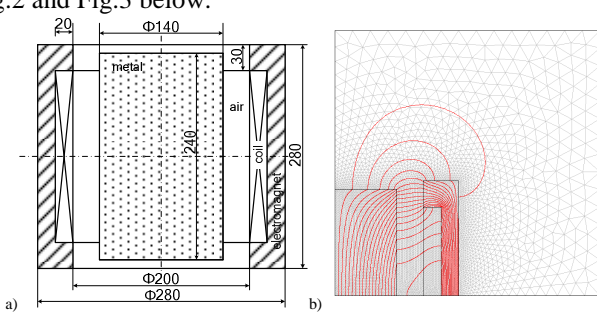 g.2 and Fig.3 below.
20
Φ140
30
metal
air
240
coil
280
electromagnet
Φ200
Φ280
a)
b)